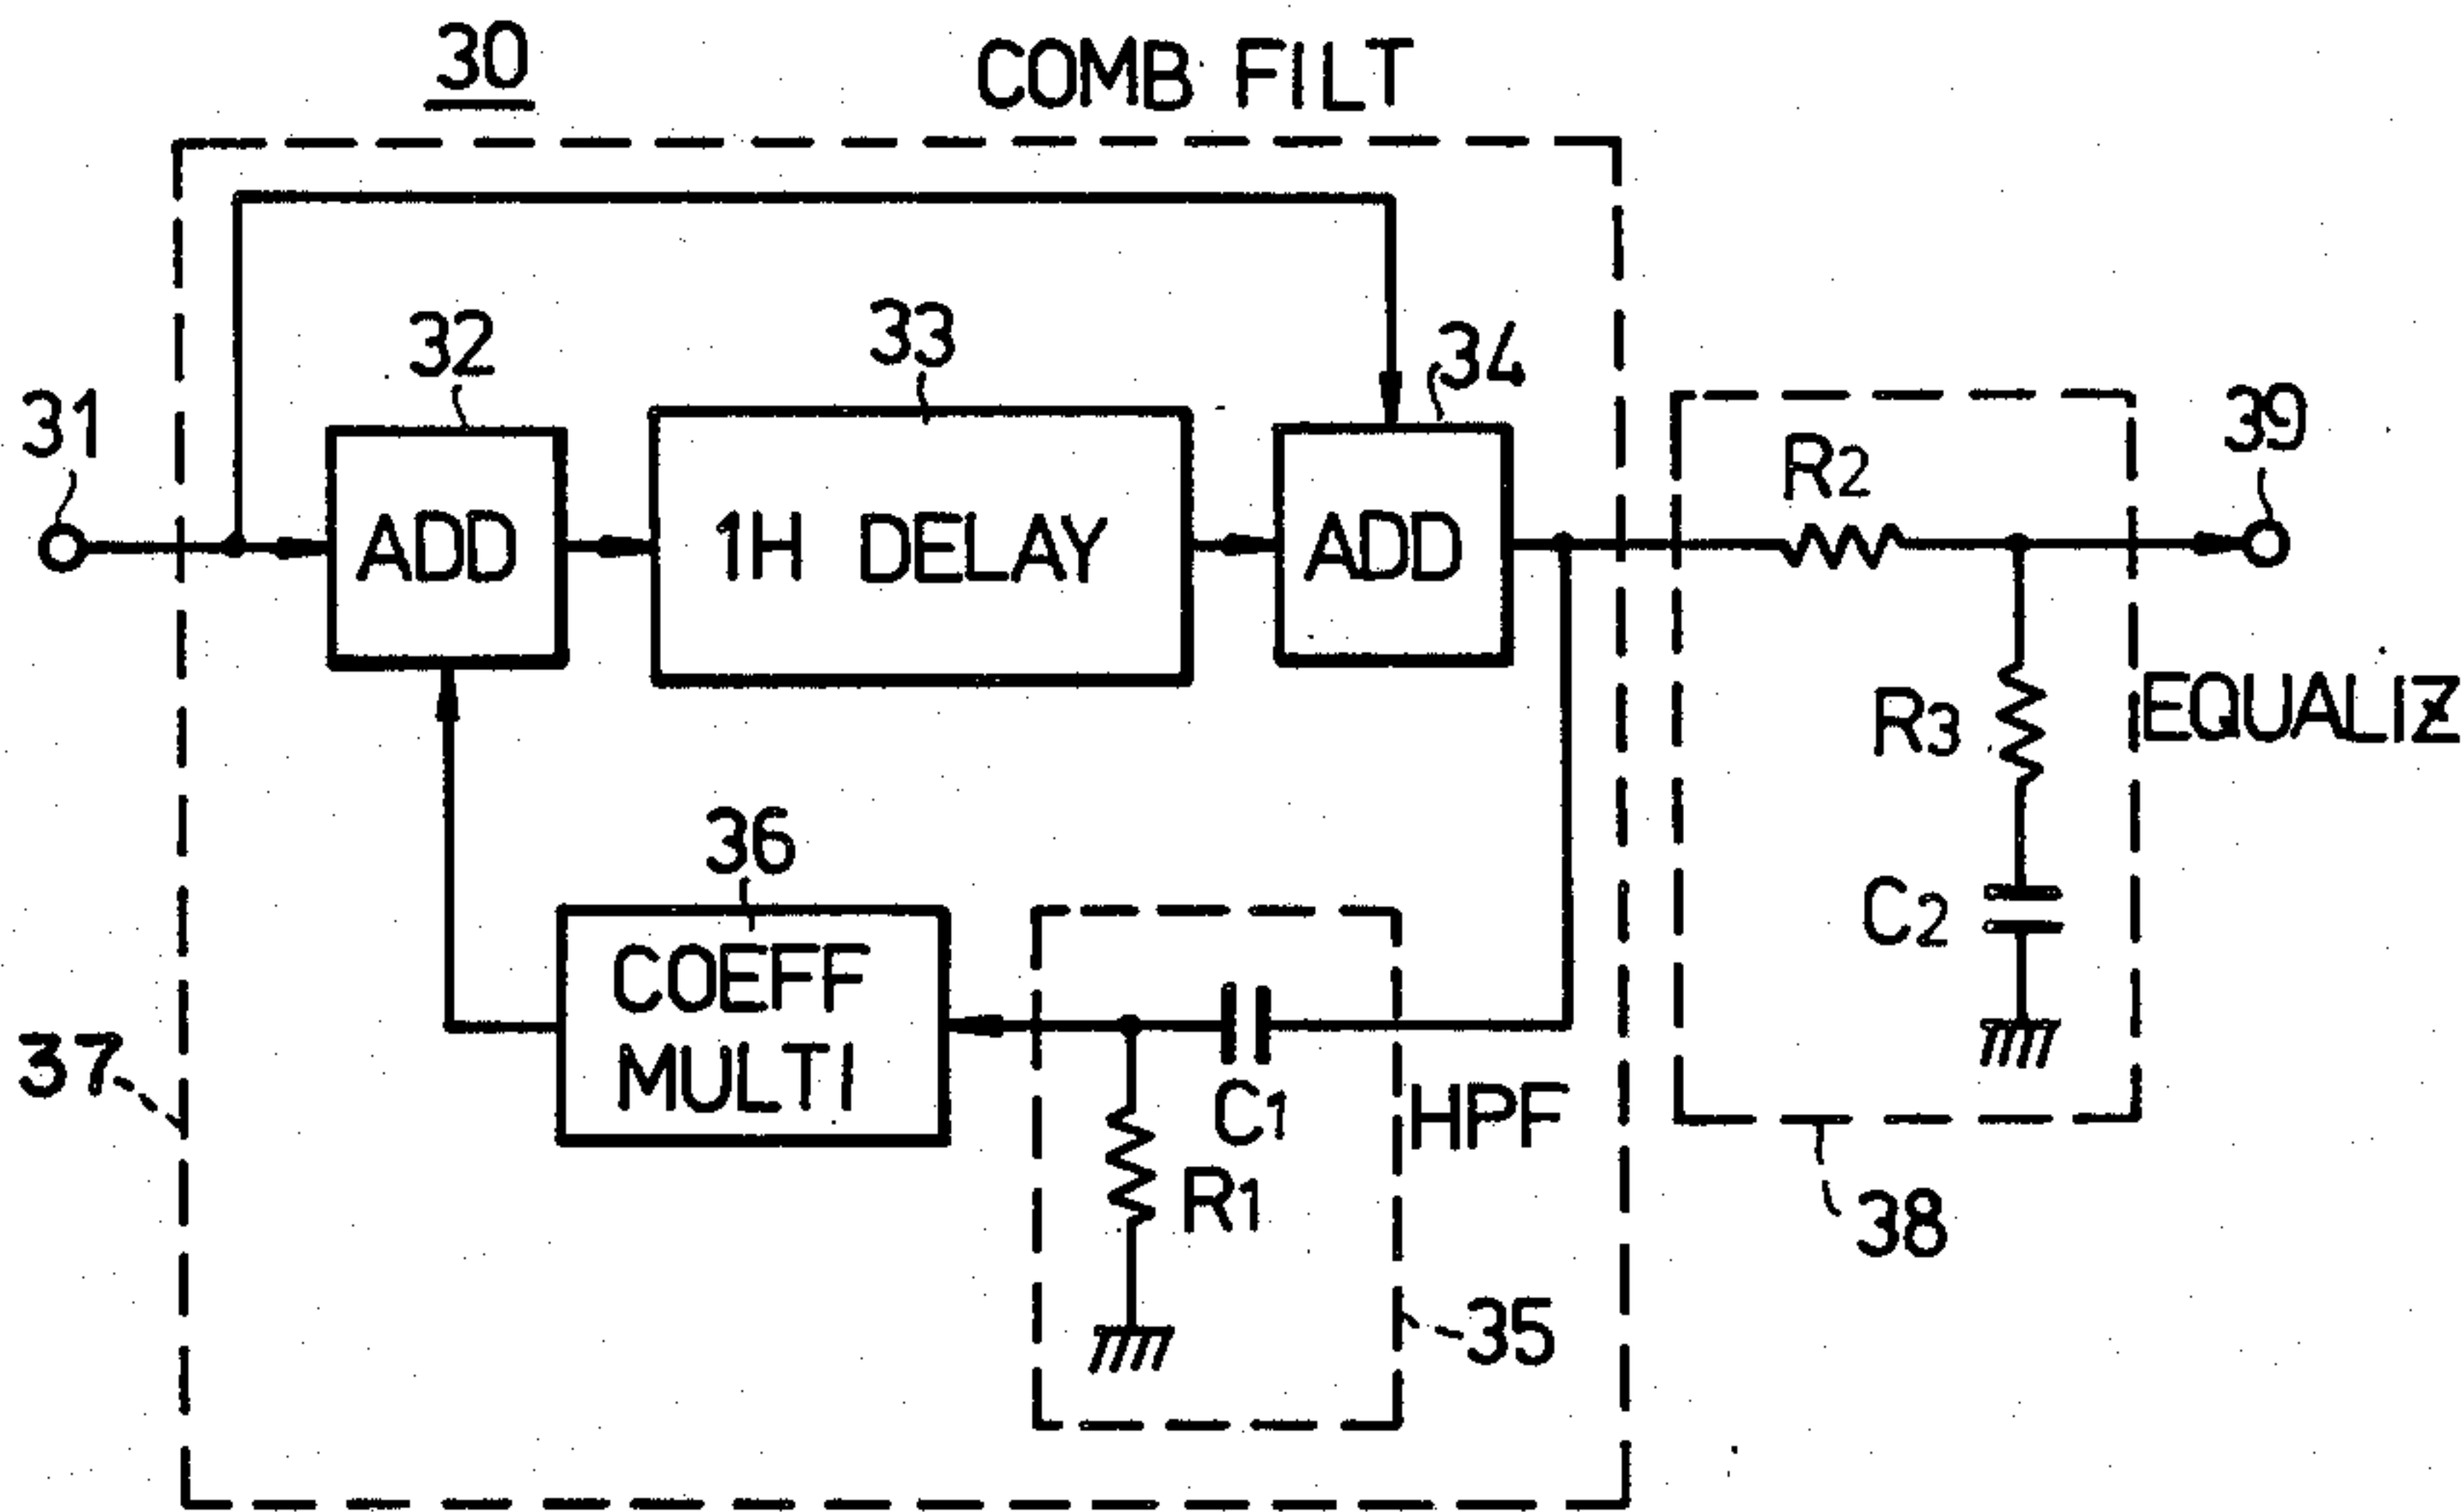 30
COMB FILT
31
32
33
34
39
ADD
1H DELAY
ADD
R2
R3
C2
EQUALIZ
36
COEFF
MULTI
37
C1
R1
HPF
35
38